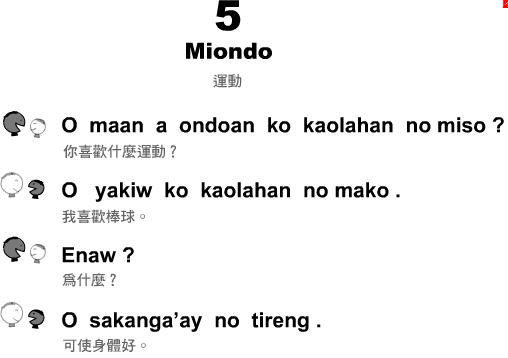 5
Miondo
運動
O maan a ondoan ko kaolahan no miso ?
你喜歡什麼運動？
O yakiw ko kaolahan no mako .
我喜歡棒球。
Enaw ?
為什麼？
O sakanga’ay no tireng .
可使身體好。